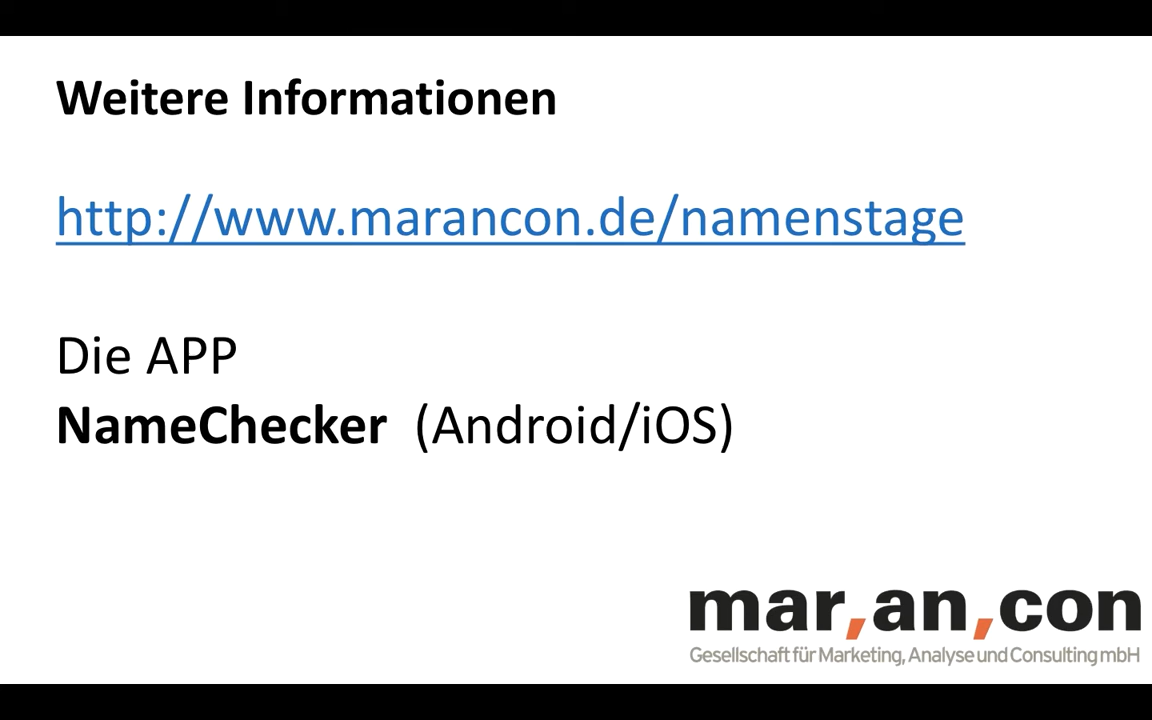 Weitere Informationen
http://www.marancon.de/namenstage
Die APP
NameChecker (Android/iOS)
mar,an,con
Gesellschaft für Marketing, Analyse und Consulting mbH